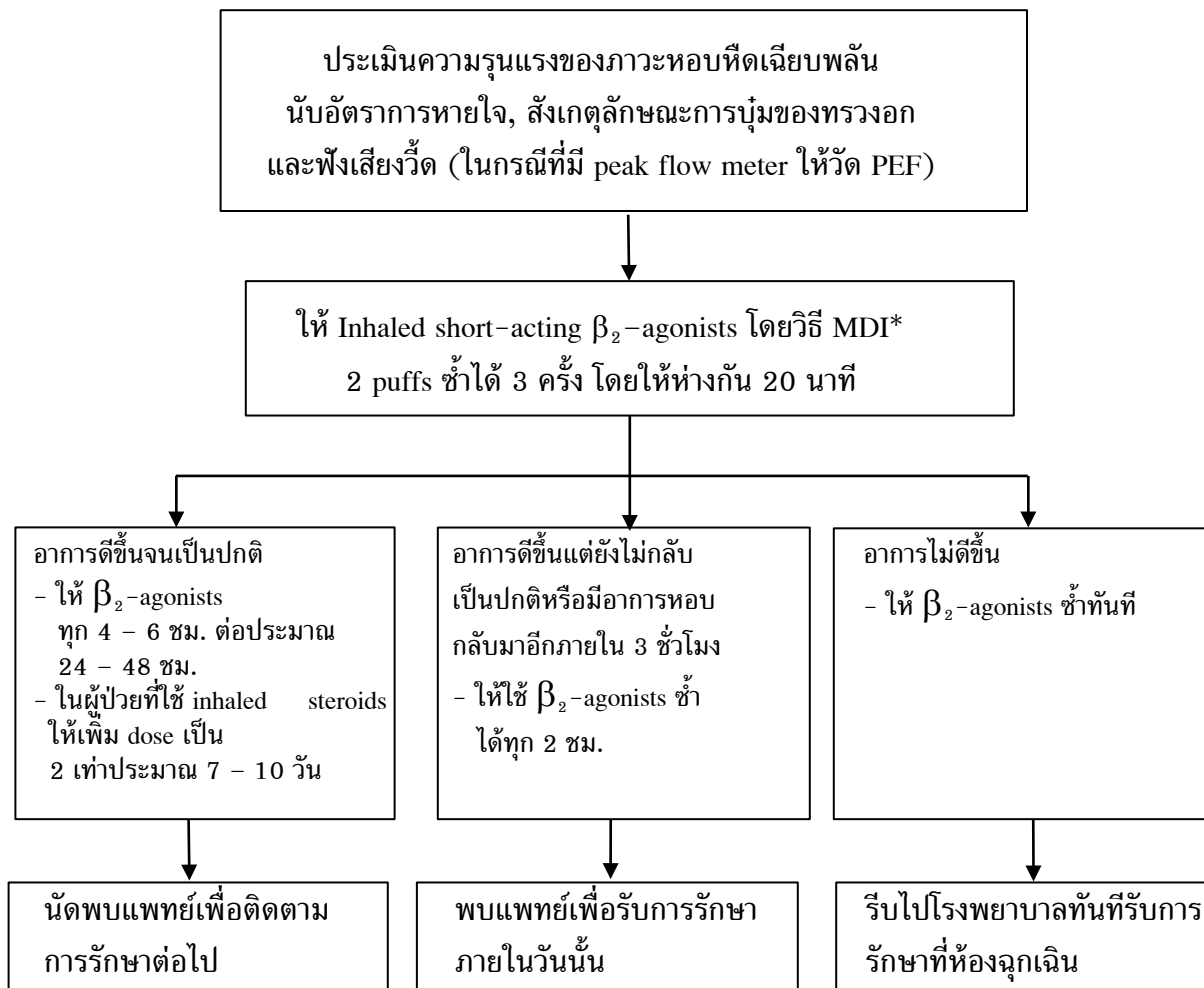 ประเมินความรุนแรงของภาวะหอบหืดเฉียบพลัน
นับอัตราการหายใจ, สังเกตุลักษณะการบุ๋มของทรวงอก
และฟังเสียงวี้ด (ในกรณีที่มี peak flow meter ให้วัด PEF)
ให้ Inhaled short-acting β₂-agonists โดยวิธี MDI*
2 puffs ซ้ำได้ 3 ครั้ง โดยให้ห่างกัน 20 นาที
อาการดีขึ้นจนเป็นปกติ
- ให้ β₂-agonists
ทุก 4 – 6 ชม. ต่อประมาณ
24 – 48 ชม.
- ในผู้ป่วยที่ใช้ inhaled steroids
ให้เพิ่ม dose เป็น
2 เท่าประมาณ 7 – 10 วัน
อาการดีขึ้นแต่ยังไม่กลับ
เป็นปกติหรือมีอาการหอบ
กลับมาอีกภายใน 3 ชั่วโมง
- ให้ใช้ β₂-agonists ซ้ำ
ได้ทุก 2 ชม.
อาการไม่ดีขึ้น
- ให้ β₂-agonists ซ้ำทันที
นัดพบแพทย์เพื่อติดตาม
การรักษาต่อไป
พบแพทย์เพื่อรับการรักษา
ภายในวันนั้น
รีบไปโรงพยาบาลทันทีรับการ
รักษาที่ห้องฉุกเฉิน